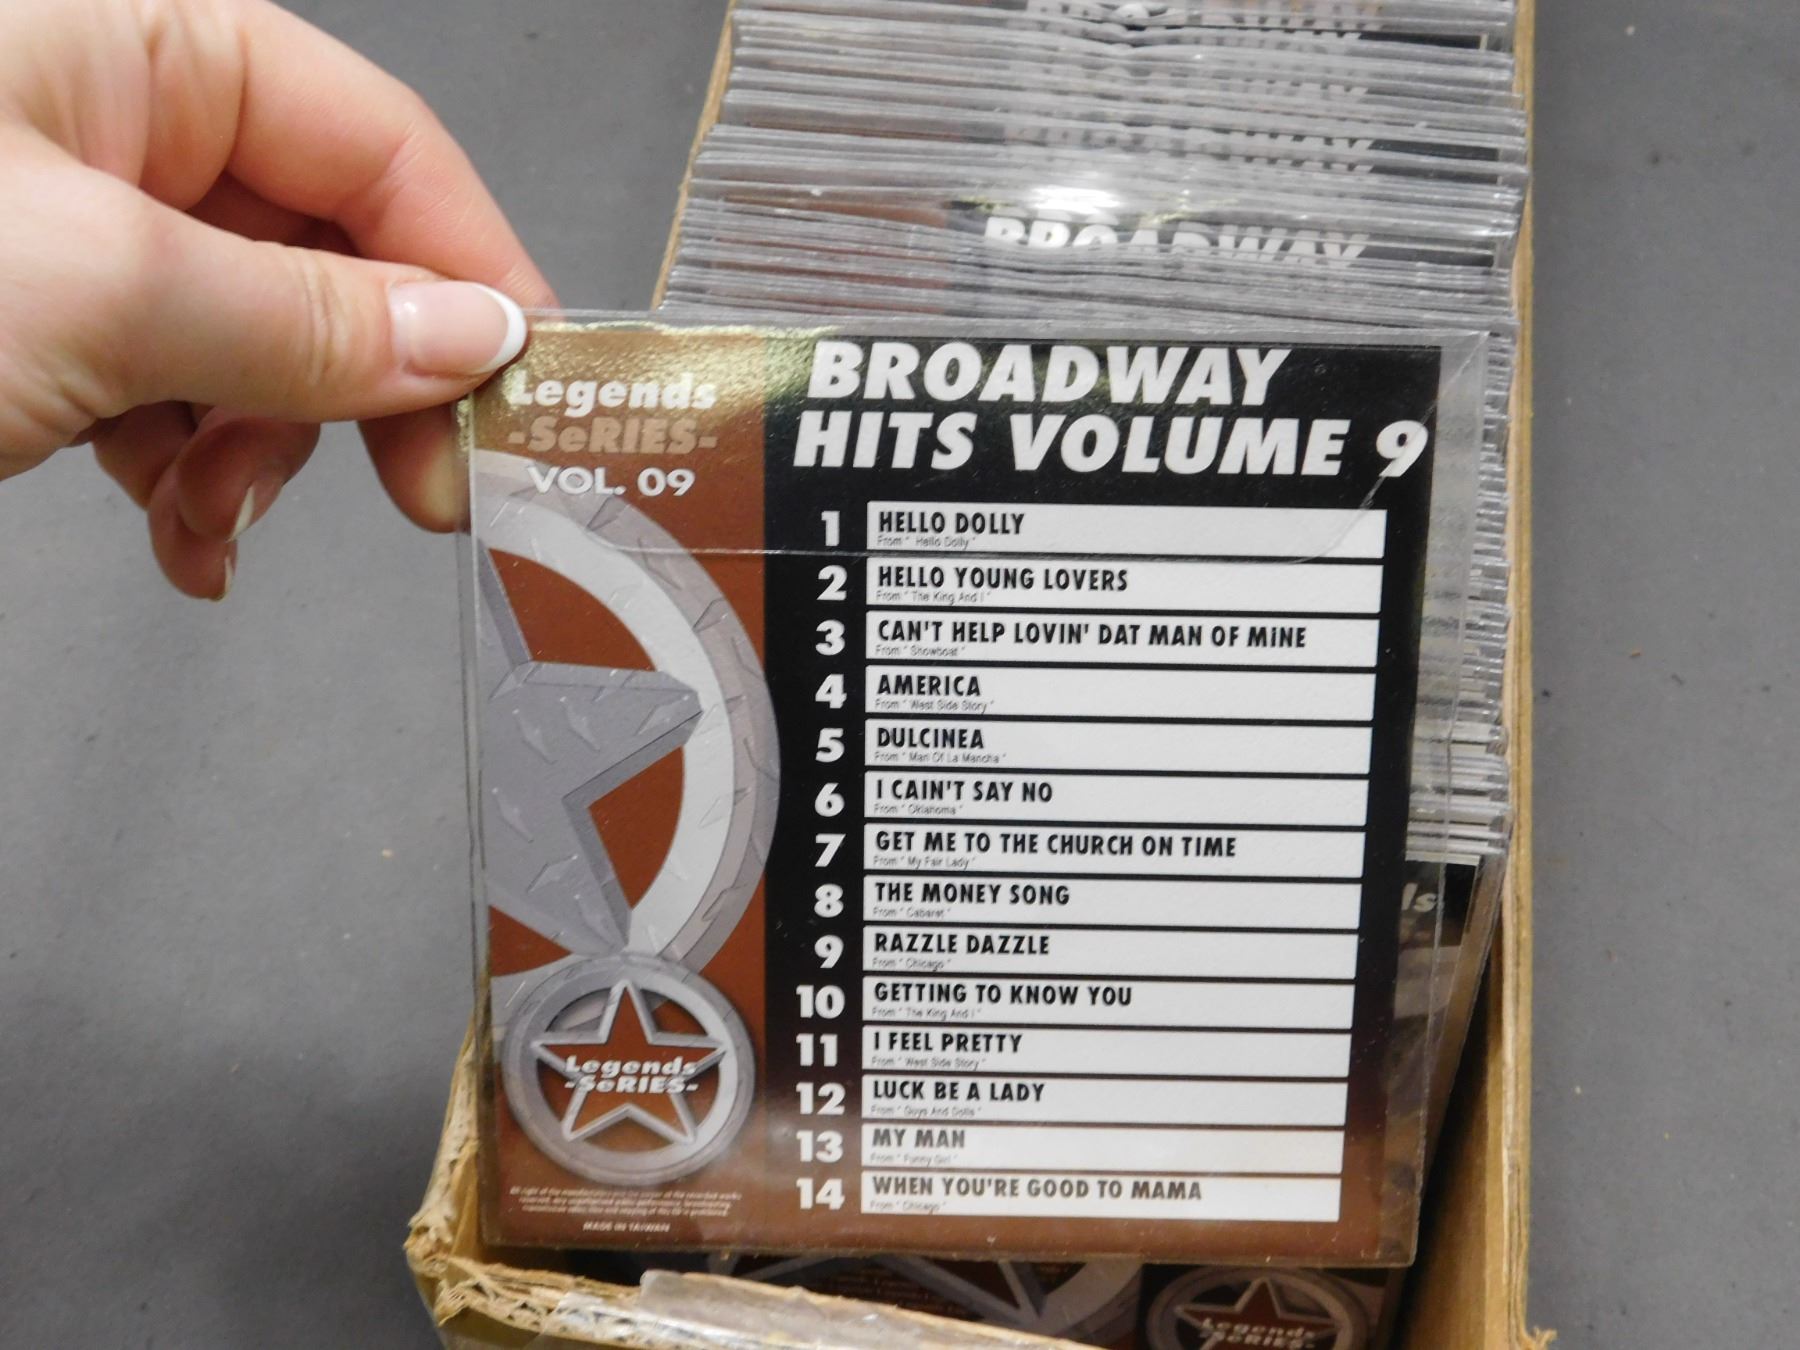 BROADWAY
Legends
-SeRIES-
VOL. 09
BROADWAY
HITS VOLUME 9
1 HELLO DOLLY
From " Hello Dolly "
2 HELLO YOUNG LOVERS
From " The King And I "
3 CAN'T HELP LOVIN' DAT MAN OF MINE
From " Showboat "
4 AMERICA
From " West Side Story "
5 DULCINEA
From " Man Of La Mancha "
6 I CAIN'T SAY NO
From " Oklahoma "
7 GET ME TO THE CHURCH ON TIME
From " My Fair Lady "
8 THE MONEY SONG
From " Cabaret "
9 RAZZLE DAZZLE
From " Chicago "
10 GETTING TO KNOW YOU
From " The King And I "
11 I FEEL PRETTY
From " West Side Story "
12 LUCK BE A LADY
From " Guys And Dolls "
13 MY MAN
From " Funny Girl "
14 WHEN YOU'RE GOOD TO MAMA
From " Chicago "
Legends
-SeRIES-
MADE IN TAIWAN
Legends
-SeRIES-